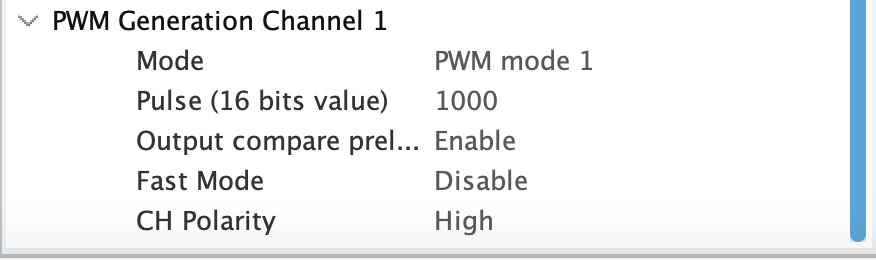 PWM Generation Channel 1
Mode PWM mode 1
Pulse (16 bits value) 1000
Output compare prel... Enable
Fast Mode Disable
CH Polarity High